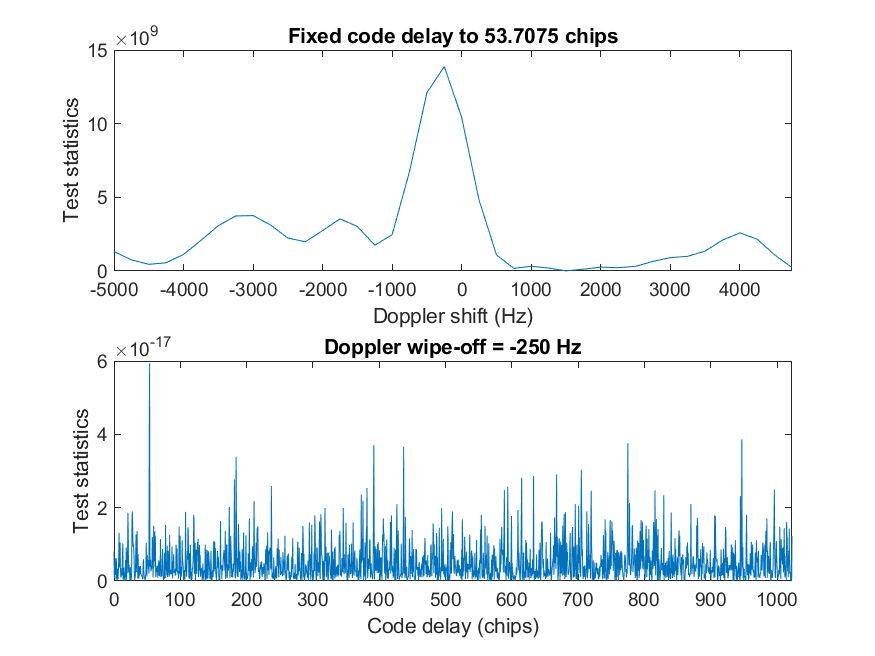 Fixed code delay to 53.7075 chips
×10^9
15
10
5
0
Test statistics
-5000 -4000 -3000 -2000 -1000 0 1000 2000 3000 4000
Doppler shift (Hz)
Doppler wipe-off = -250 Hz
×10^-17
6
4
2
0
Test statistics
0 100 200 300 400 500 600 700 800 900 1000
Code delay (chips)